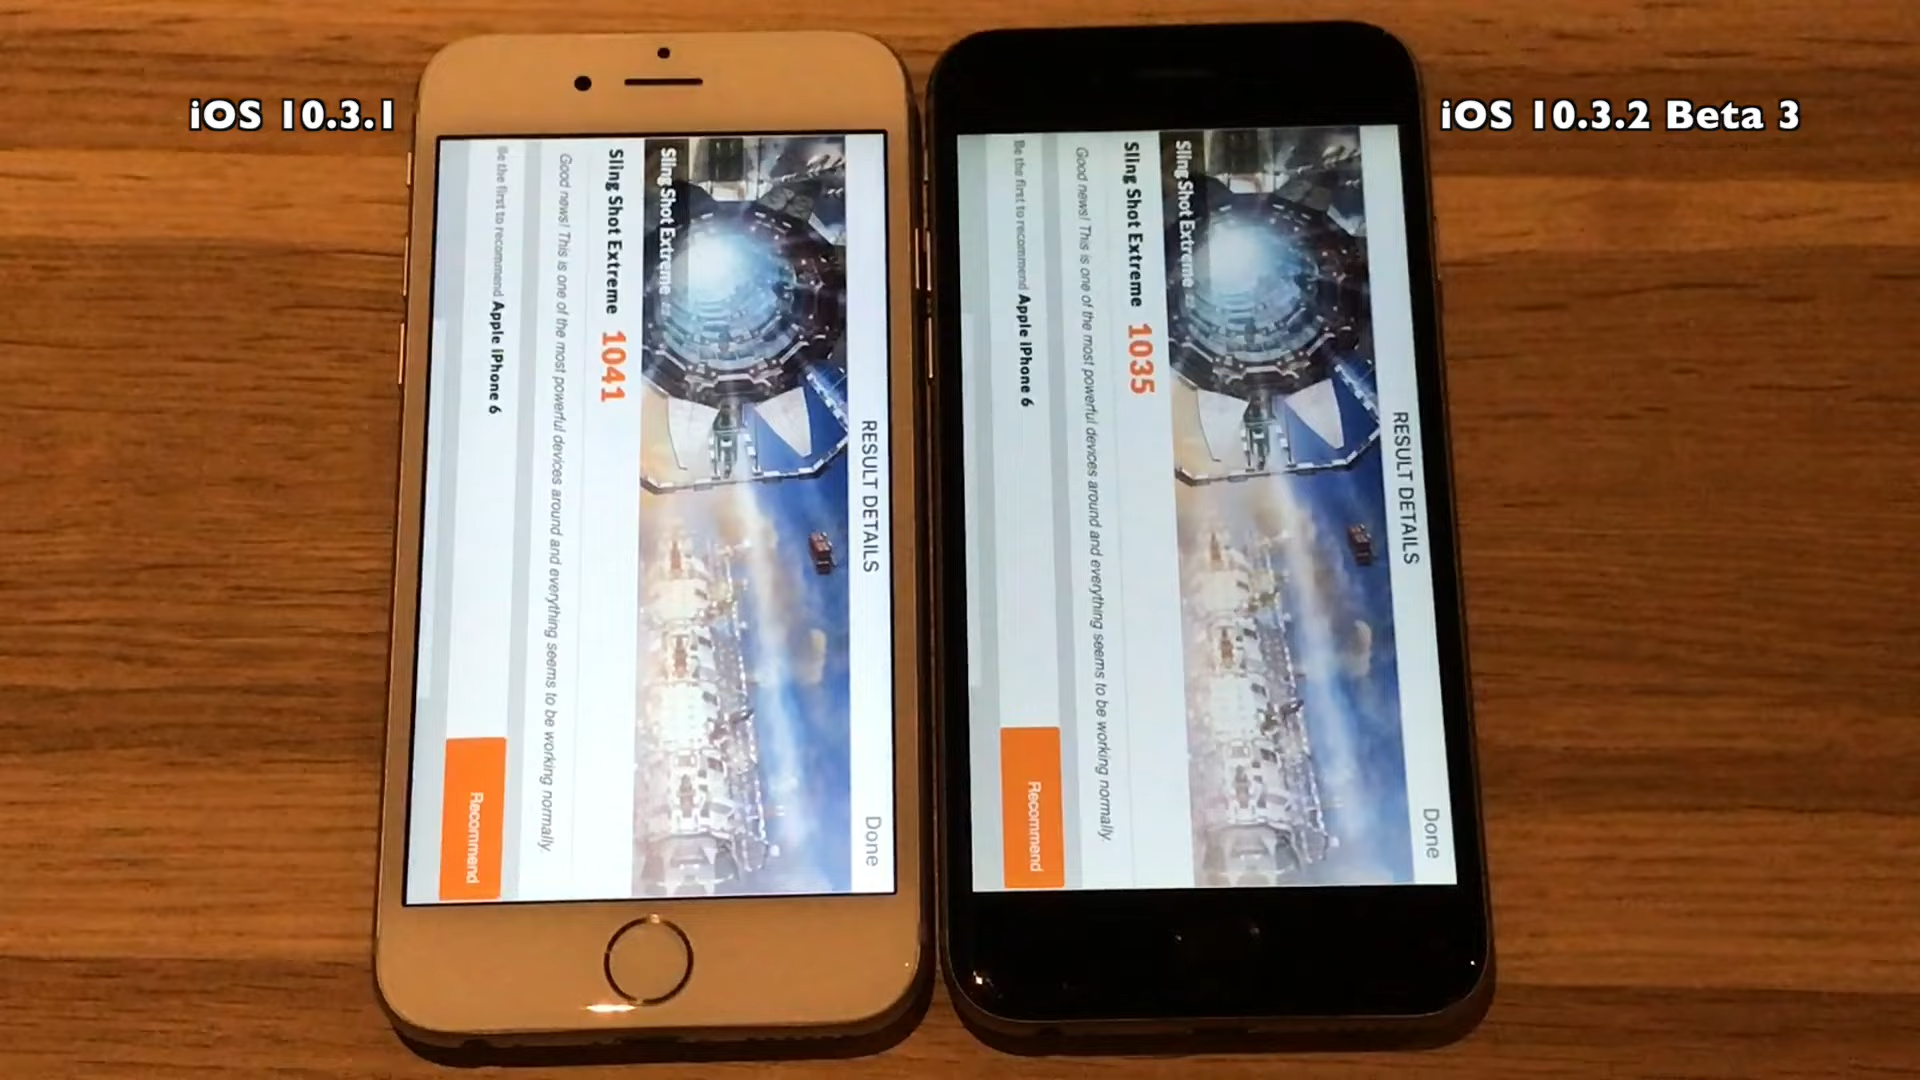 iOS 10.3.1
iOS 10.3.2 Beta 3
RESULT DETAILS
Done
Sling Shot Extreme
Sling Shot Extreme 1041
Good news! This is one of the most powerful devices around and everything seems to be working normally.
Be the first to recommend Apple iPhone 6
Recommend
RESULT DETAILS
Done
Sling Shot Extreme
Sling Shot Extreme 1035
Good news! This is one of the most powerful devices around and everything seems to be working normally.
Be the first to recommend Apple iPhone 6
Recommend